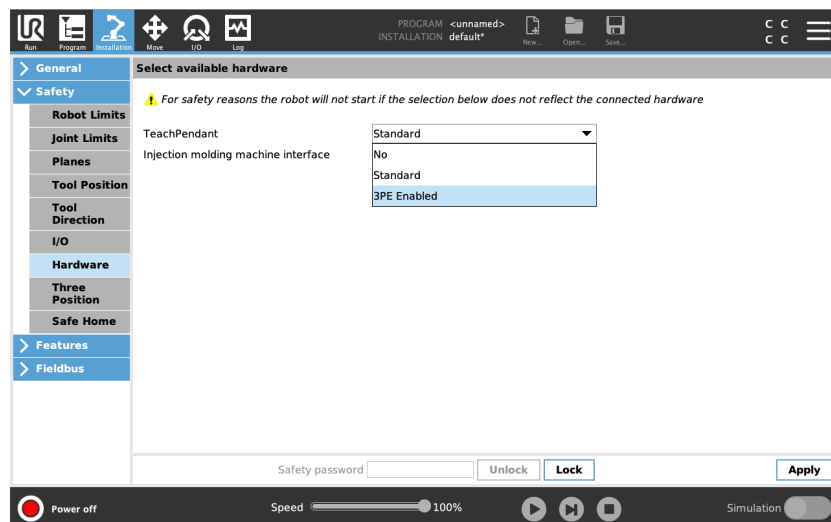 UR
Run
Program
Installation
Move
I/O
Log
PROGRAM <unnamed>
INSTALLATION default*
New...
Open...
Save...
C C
C C
General
Safety
Robot Limits
Joint Limits
Planes
Tool Position
Tool
Direction
I/O
Hardware
Three
Position
Safe Home
Features
Fieldbus
Select available hardware
For safety reasons the robot will not start if the selection below does not reflect the connected hardware
TeachPendant
Standard
Injection molding machine interface
No
Standard
3PE Enabled
Safety password
Unlock
Lock
Apply
Power off
Speed
100%
Simulation